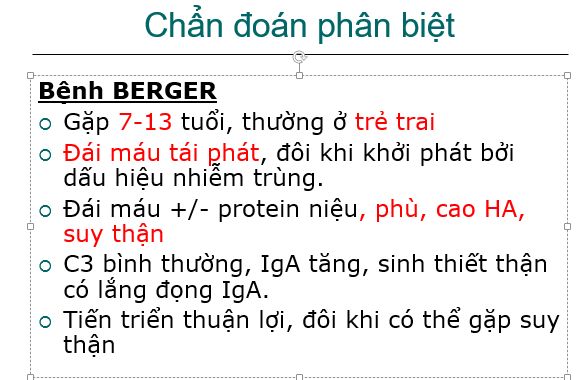 Chẩn đoán phân biệt
Bệnh BERGER
Gặp 7-13 tuổi, thường ở trẻ trai
Đái máu tái phát, đôi khi khởi phát bởi
dấu hiệu nhiễm trùng.
Đái máu +/- protein niệu, phù, cao HA,
suy thận
C3 bình thường, IgA tăng, sinh thiết thận
có lắng đọng IgA.
Tiến triển thuận lợi, đôi khi có thể gặp suy
thận